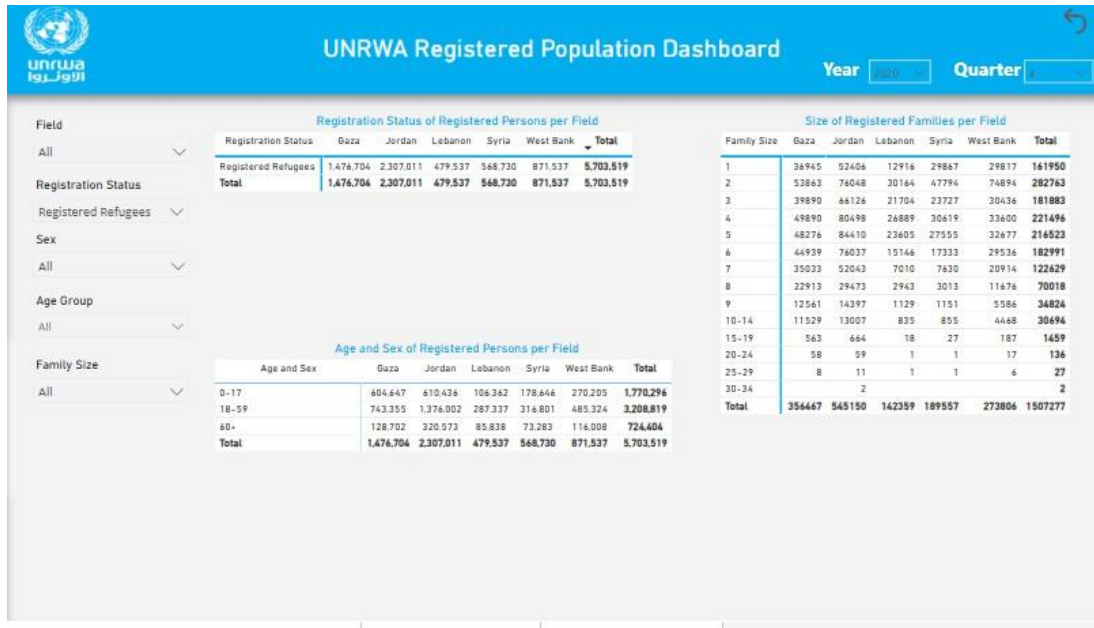 unrwa
الأونروا
UNRWA Registered Population Dashboard
Year 2020 Quarter 4
Field
All
Registration Status
Registered Refugees
Sex
All
Age Group
All
Family Size
All
Registration Status of Registered Persons per Field
Registration Status Gaza Jordan Lebanon Syria West Bank Total
Registered Refugees 1,476,704 2,307,011 479,537 568,730 871,537 5,703,519
Total 1,476,704 2,307,011 479,537 568,730 871,537 5,703,519
Age and Sex of Registered Persons per Field
Age and Sex Gaza Jordan Lebanon Syria West Bank Total
0-17 604,647 610,436 106,362 178,646 270,205 1,770,296
18-59 743,355 1,376,002 287,337 316,801 485,324 3,208,819
60+ 128,702 320,573 85,838 73,283 116,008 724,404
Total 1,476,704 2,307,011 479,537 568,730 871,537 5,703,519
Size of Registered Families per Field
Family Size Gaza Jordan Lebanon Syria West Bank Total
1 36945 52406 12916 29867 29817 161950
2 53863 76048 30164 47794 74894 282763
3 39890 66126 21704 23727 30436 181883
4 49890 80498 26889 30619 33600 221496
5 48276 84410 23605 27555 32677 216523
6 44939 76037 15146 17333 29536 182991
7 35033 52043 7010 7630 20914 122629
8 22913 29473 2943 3013 11676 70018
9 12561 14397 1129 1151 5586 34824
10-14 11529 13007 835 855 4468 30694
15-19 563 664 18 27 187 1459
20-24 58 59 1 1 17 136
25-29 8 11 1 1 6 27
30-34 2 2
Total 356467 545150 142359 189557 273806 1507277